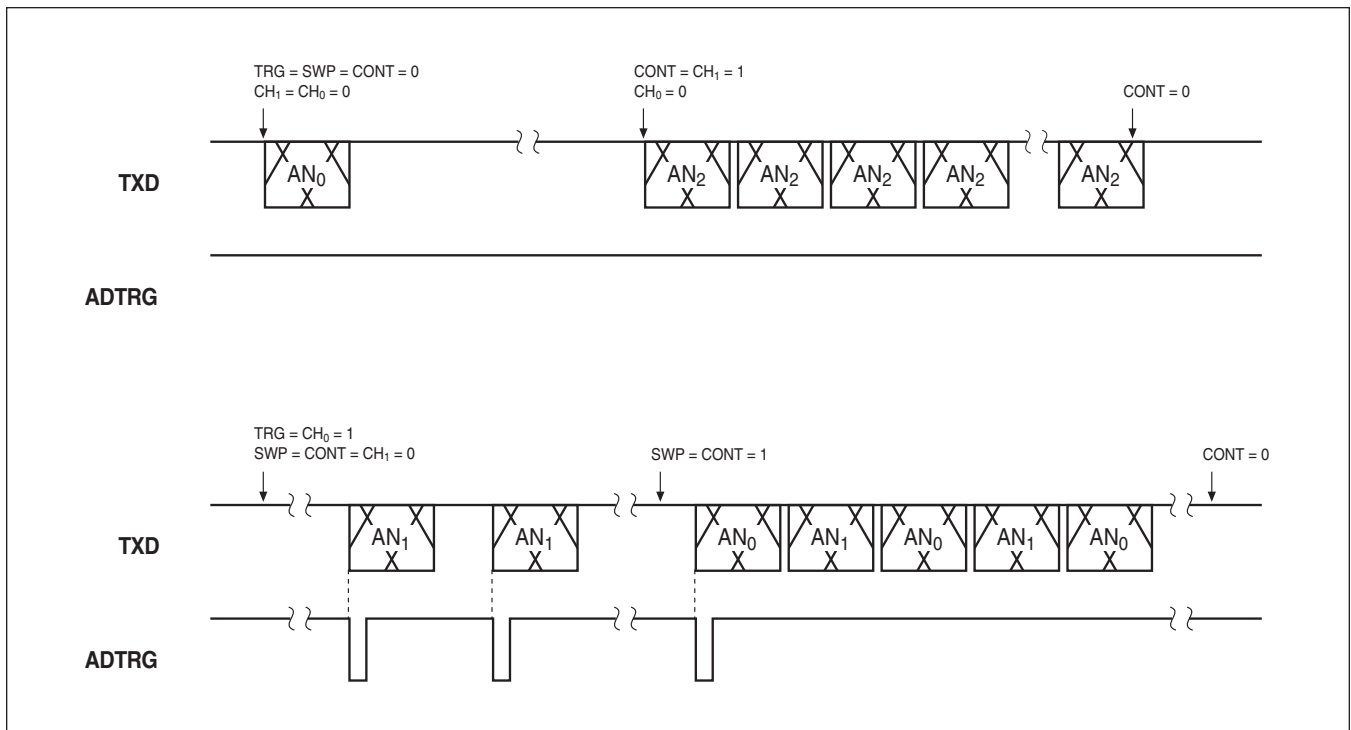 TRG = SWP = CONT = 0
CH₁ = CH₀ = 0
CONT = CH₁ = 1
CH₀ = 0
CONT = 0
TXD
AN₀
AN₂
AN₂
AN₂
AN₂
AN₂
ADTRG
TRG = CH₀ = 1
SWP = CONT = CH₁ = 0
SWP = CONT = 1
CONT = 0
TXD
AN₁
AN₁
AN₀
AN₁
AN₀
AN₁
AN₀
ADTRG